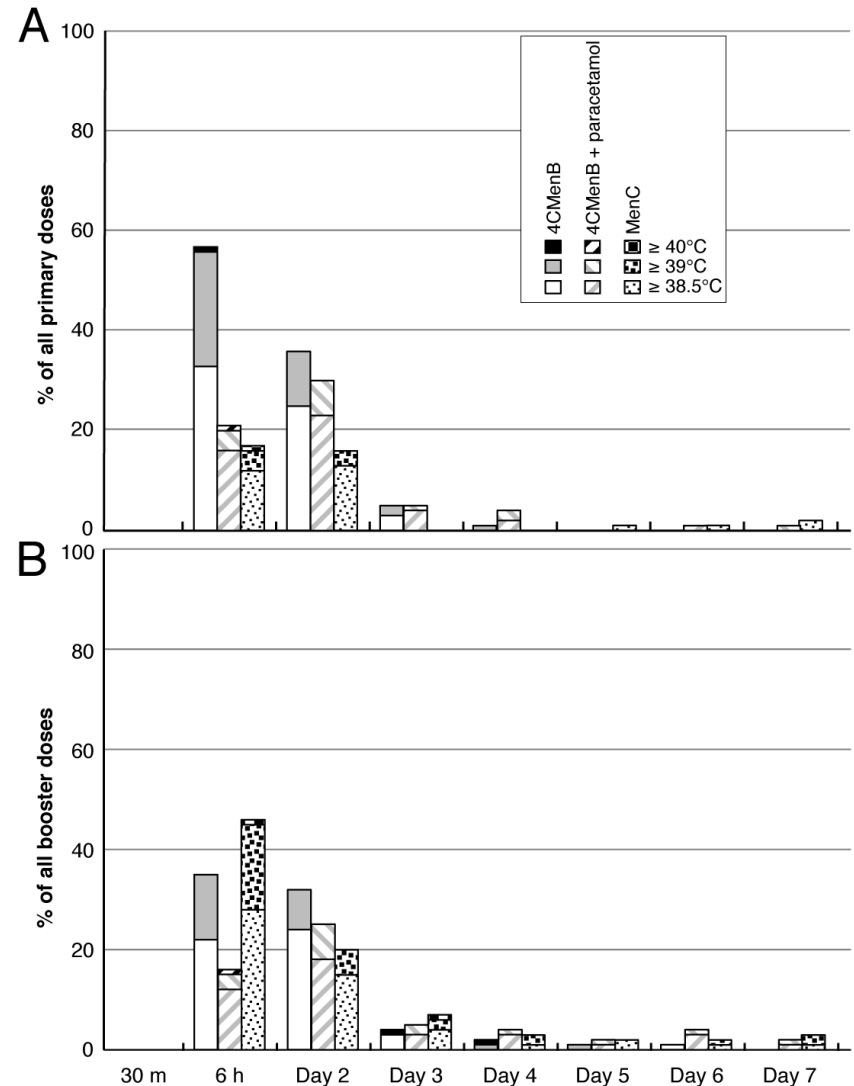 A
100
80
60
40
20
0
% of all primary doses
4CMenB
4CMenB + paracetamol
MenC
≥ 40°C
≥ 39°C
≥ 38.5°C
B
100
80
60
40
20
0
% of all booster doses
30 m 6 h Day 2 Day 3 Day 4 Day 5 Day 6 Day 7